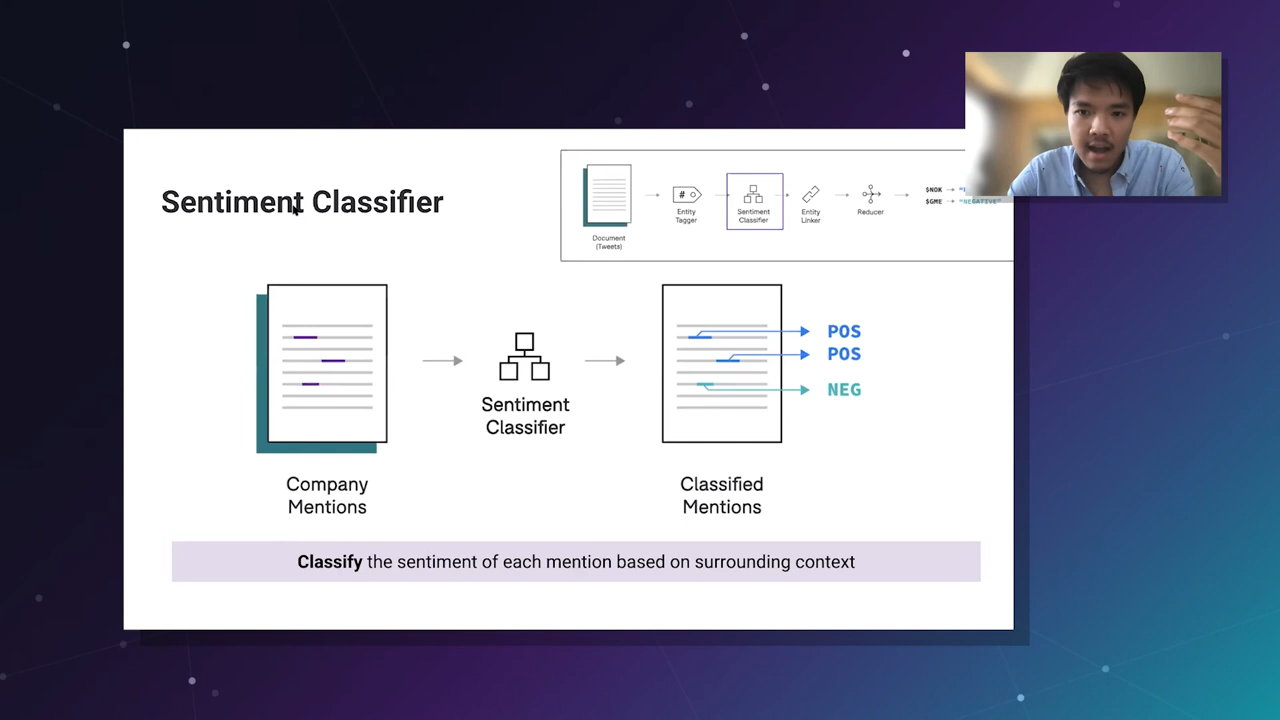 Sentiment Classifier
Document
(Tweets)
#
Entity
Tagger
Sentiment
Classifier
Entity
Linker
Reducer
$NOK
$GME "NEGATIVE"
POS
POS
NEG
Sentiment
Classifier
Company
Mentions
Classified
Mentions
Classify the sentiment of each mention based on surrounding context